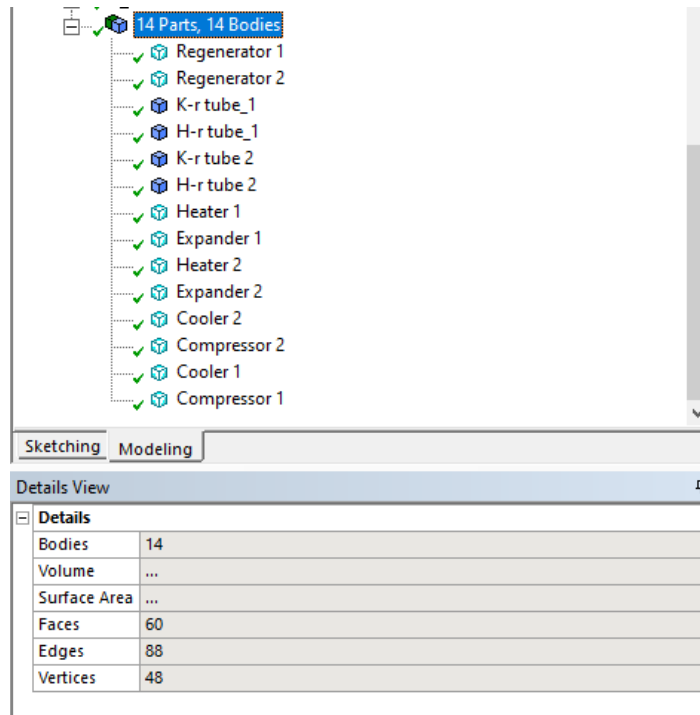 14 Parts, 14 Bodies
Regenerator 1
Regenerator 2
K-r tube_1
H-r tube_1
K-r tube 2
H-r tube 2
Heater 1
Expander 1
Heater 2
Expander 2
Cooler 2
Compressor 2
Cooler 1
Compressor 1
Sketching Modeling
Details View
Details
Bodies 14
Volume ...
Surface Area ...
Faces 60
Edges 88
Vertices 48